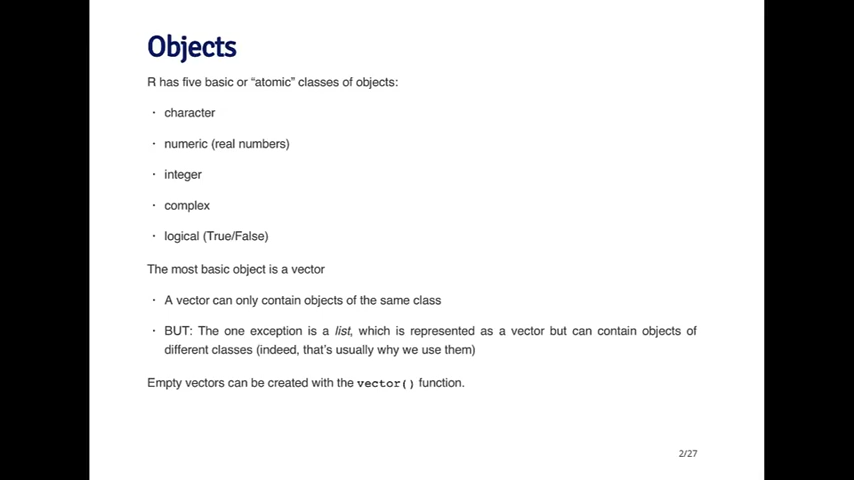 Objects
R has five basic or “atomic” classes of objects:
· character
· numeric (real numbers)
· integer
· complex
· logical (True/False)
The most basic object is a vector
· A vector can only contain objects of the same class
· BUT: The one exception is a list, which is represented as a vector but can contain objects of
different classes (indeed, that’s usually why we use them)
Empty vectors can be created with the vector() function.
2/27